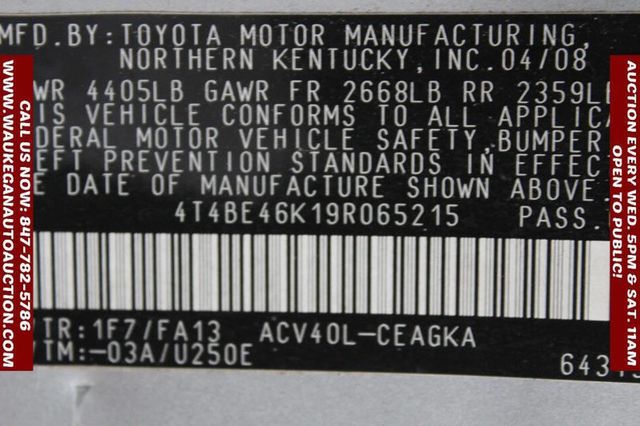 MFD.BY:TOYOTA MOTOR MANUFACTURING,
NORTHERN KENTUCKY,INC.04/08
WR 4405LB GAWR FR 2668LB RR 2359LB
IS VEHICLE CONFORMS TO ALL APPLICA
DERAL MOTOR VEHICLE SAFETY,BUMPER
EFT PREVENTION STANDARDS IN EFFEC
E DATE OF MANUFACTURE SHOWN ABOVE.
4T4BE46K19R065215 PASS.
TR:1F7/FA13 ACV40L-CEAGKA
TM:-03A/U250E
CALL US NOW: 847-782-5786
WWW.WAUKEGANAUTOAUCTION.COM
AUCTION EVERY WED. 5PM & SAT. 11AM
OPEN TO PUBLIC!